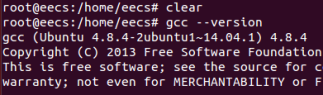 root@eecs:/home/eecs# clear
root@eecs:/home/eecs# gcc --version
gcc (Ubuntu 4.8.4-2ubuntu1~14.04.1) 4.8.4
Copyright (C) 2013 Free Software Foundation
This is free software; see the source for c
warranty; not even for MERCHANTABILITY or F